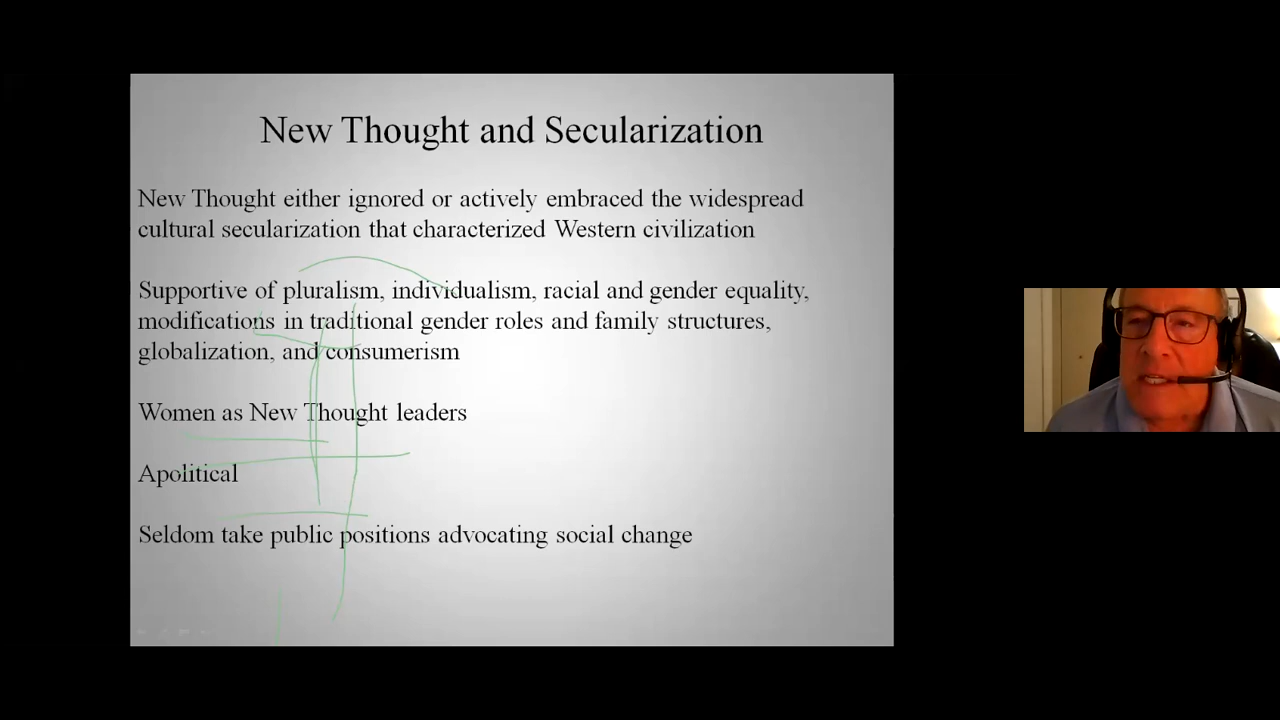 New Thought and Secularization
New Thought either ignored or actively embraced the widespread
cultural secularization that characterized Western civilization
Supportive of pluralism, individualism, racial and gender equality,
modifications in traditional gender roles and family structures,
globalization, and consumerism
Women as New Thought leaders
Apolitical
Seldom take public positions advocating social change